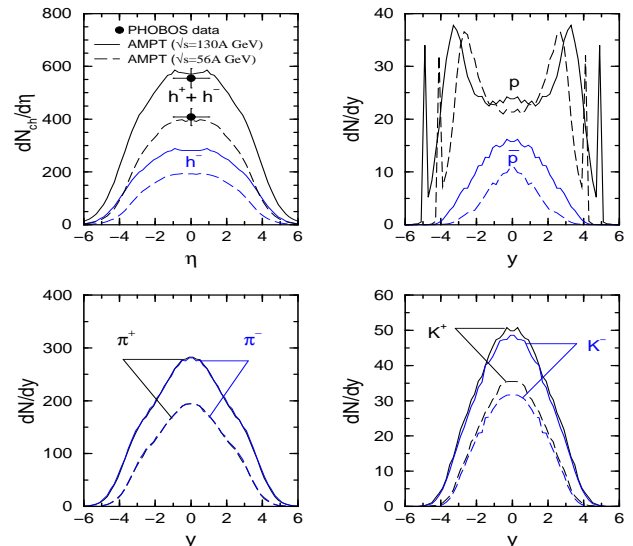 PHOBOS data
AMPT (√s=130A GeV)
AMPT (√s=56A GeV)
h⁺ + h⁻
h⁻
dN_ch/dη
800
600
400
200
0
−6 −4 −2 0 2 4 6
η
p
p̄
dN/dy
40
30
20
10
0
−6 −4 −2 0 2 4 6
y
π⁺
π⁻
dN/dy
400
300
200
100
0
−6 −4 −2 0 2 4 6
y
K⁺
K⁻
dN/dy
60
50
40
30
20
10
0
−6 −4 −2 0 2 4 6
y